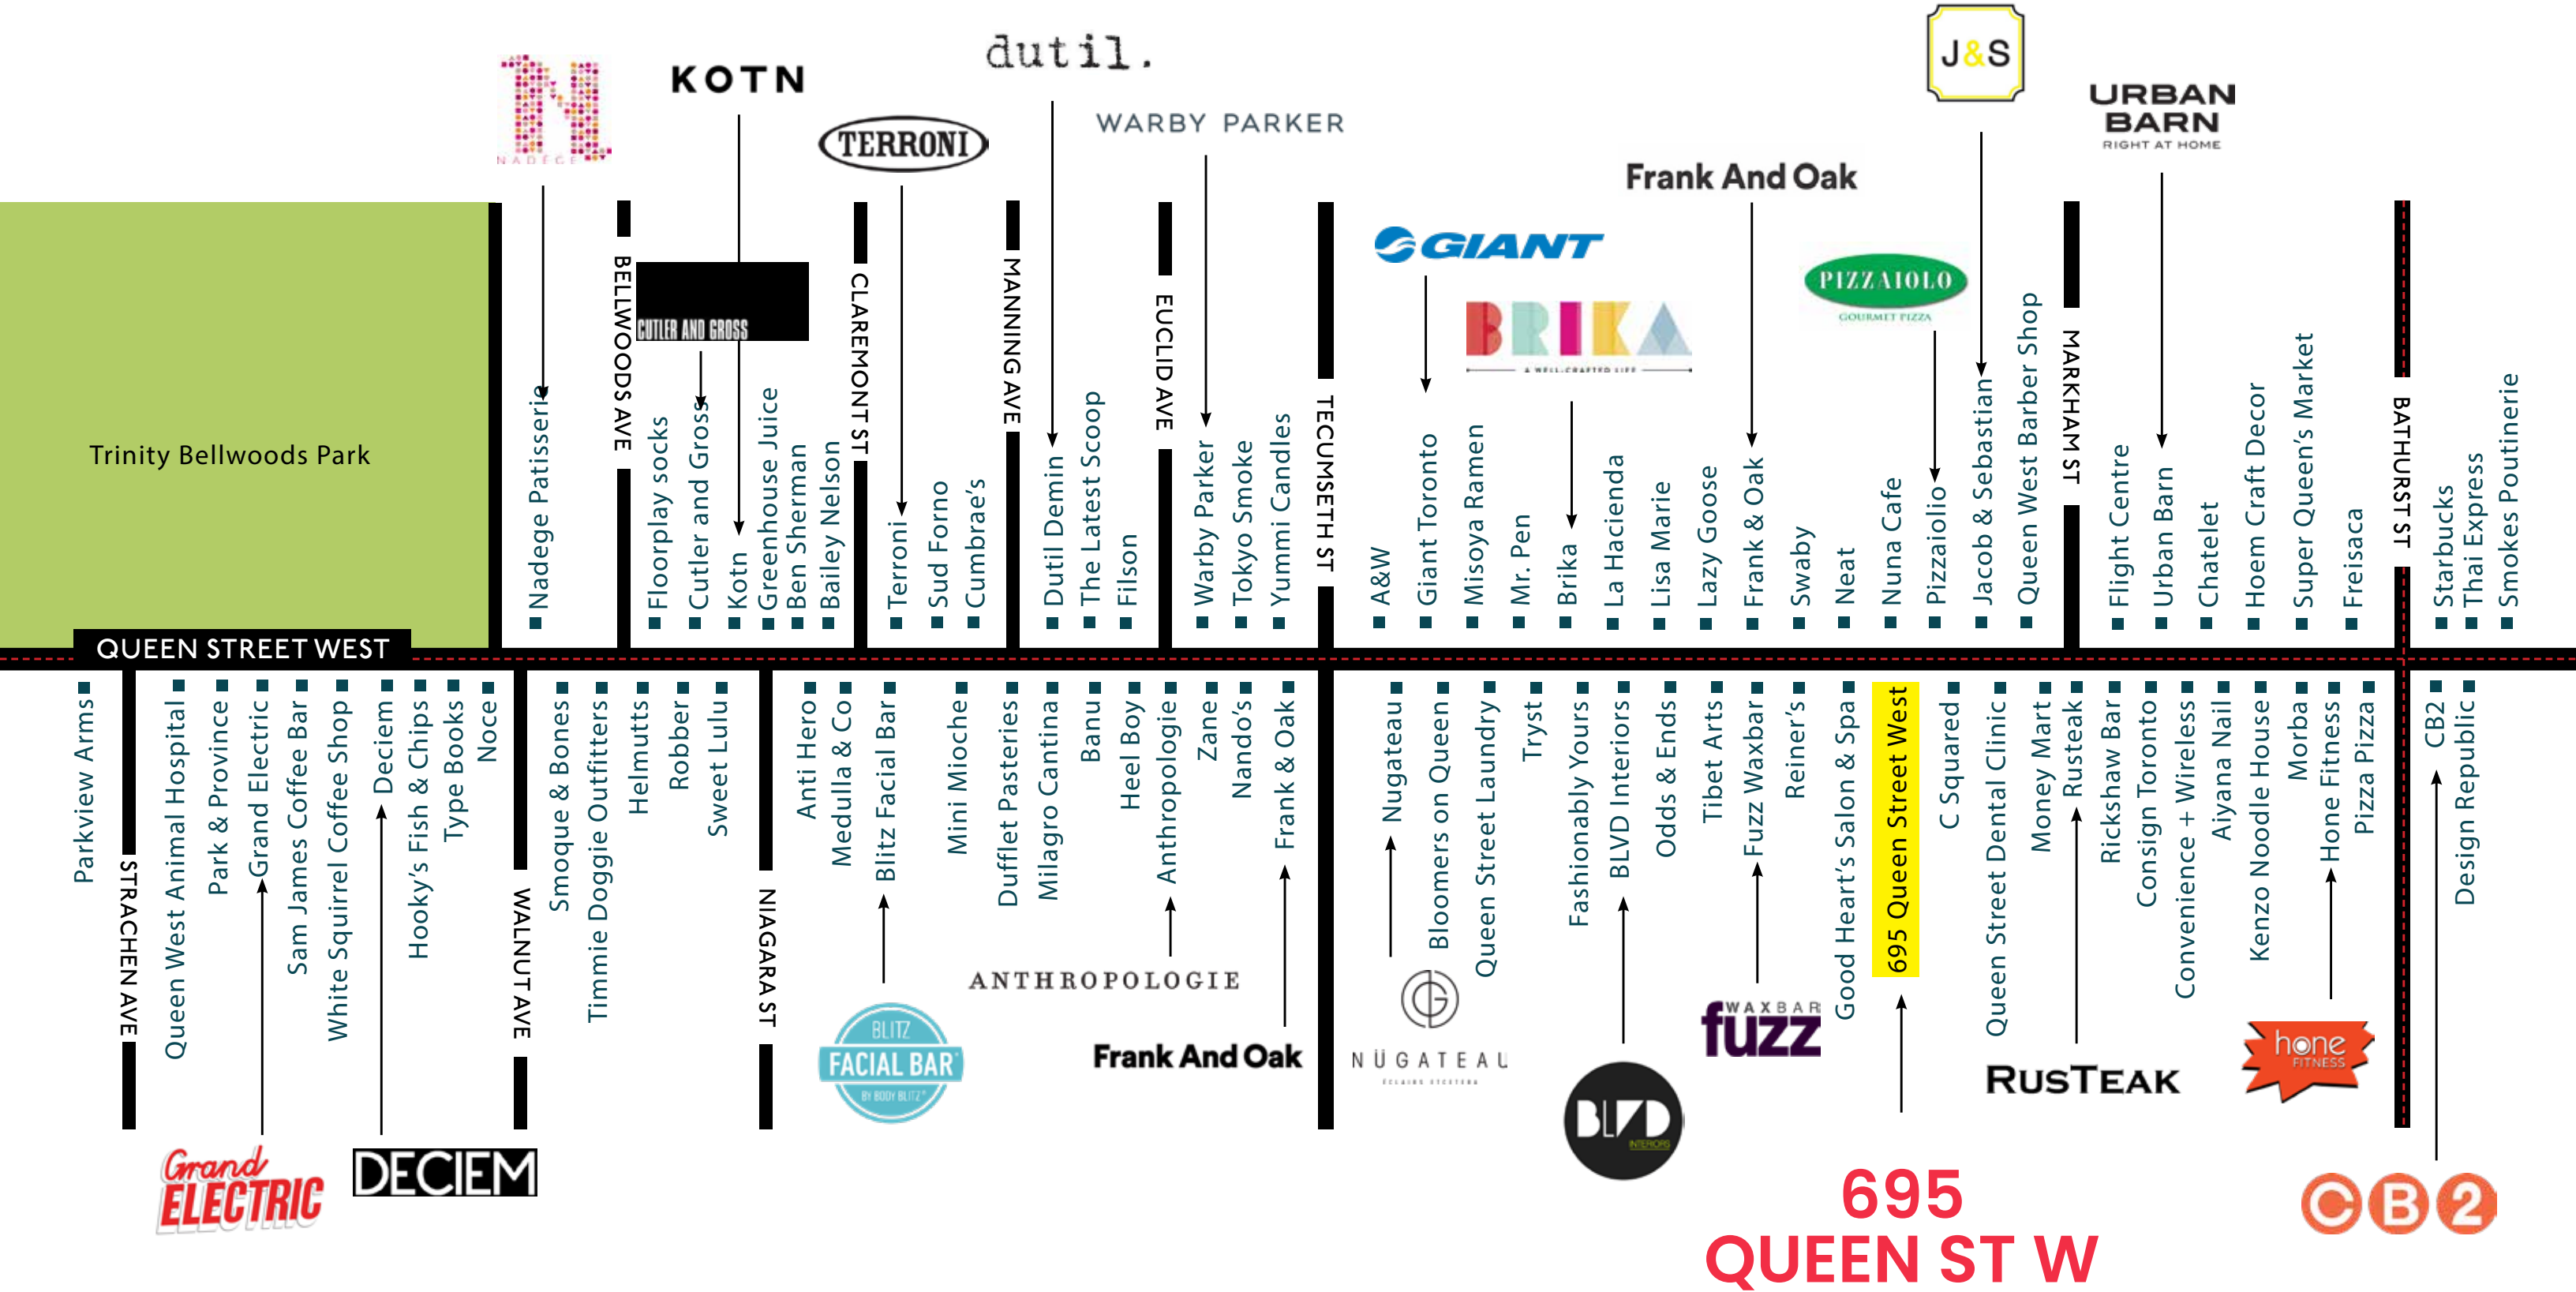 NADEGE
KOTN
TERRONI
dutil.
WARBY PARKER
GIANT
BRIKA
A WELL-CRAFTED LIFE
Frank And Oak
PIZZAIOLO
GOURMET PIZZA
J&S
URBAN
BARN
RIGHT AT HOME
CUTLER AND GROSS
Trinity Bellwoods Park
Nadege Patisserie
BELLWOODS AVE
Floorplay socks
Cutler and Gross
Kotn
Greenhouse Juice
Ben Sherman
Bailey Nelson
CLAREMONT ST
Terroni
Sud Forno
Cumbrae's
MANNING AVE
Dutil Demin
The Latest Scoop
Filson
EUCLID AVE
Warby Parker
Tokyo Smoke
Yummi Candles
TECUMSETH ST
A&W
Giant Toronto
Misoya Ramen
Mr. Pen
Brika
La Hacienda
Lisa Marie
Lazy Goose
Frank & Oak
Swaby
Neat
Nuna Cafe
Pizzaiolio
Jacob & Sebastian
Queen West Barber Shop
MARKHAM ST
Flight Centre
Urban Barn
Chatelet
Hoem Craft Decor
Super Queen's Market
Freisaca
BATHURST ST
Starbucks
Thai Express
Smokes Poutinerie
QUEEN STREET WEST
Parkview Arms
STRACHEN AVE
Queen West Animal Hospital
Park & Province
Grand Electric
Sam James Coffee Bar
White Squirrel Coffee Shop
Deciem
Hooky's Fish & Chips
Type Books
Noce
WALNUT AVE
Smoque & Bones
Timmie Doggie Outfitters
Helmutts
Robber
Sweet Lulu
NIAGARA ST
Anti Hero
Medulla & Co
Blitz Facial Bar
Mini Mioche
Dufflet Pasteries
Milagro Cantina
Banu
Heel Boy
Anthropologie
Zane
Nando's
Frank & Oak
Nugateau
Bloomers on Queen
Queen Street Laundry
Tryst
Fashionably Yours
BLVD Interiors
Odds & Ends
Tibet Arts
Fuzz Waxbar
Reiner's
Good Heart's Salon & Spa
695 Queen Street West
C Squared
Queen Street Dental Clinic
Money Mart
Rusteak
Rickshaw Bar
Consign Toronto
Convenience + Wireless
Aiyana Nail
Kenzo Noodle House
Morba
Hone Fitness
Pizza Pizza
CB2
Design Republic
Grand
ELECTRIC
DECIEM
BLITZ
FACIAL BAR
BY BODY BLITZ
ANTHROPOLOGIE
Frank And Oak
NÜGATEAU
ÉCLAIRS ETCETERA
BLVD
INTERIORS
WAXBAR
fuzz
RUSTEAK
hone
FITNESS
CB2
695
QUEEN ST W